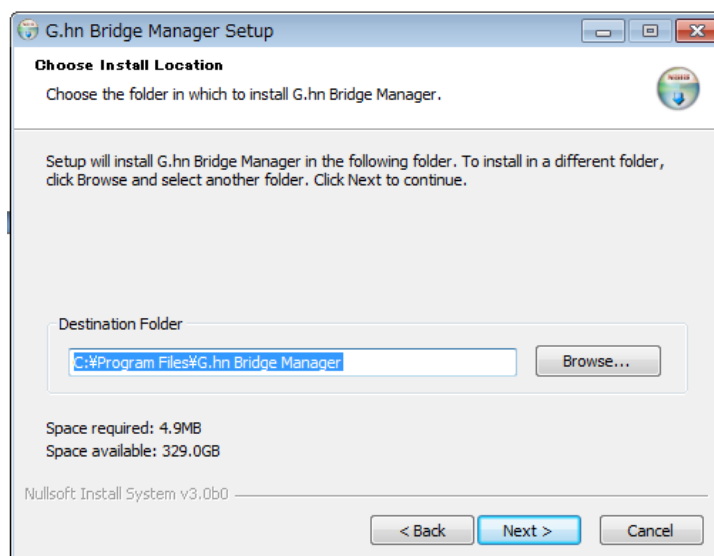 G.hn Bridge Manager Setup
Choose Install Location
Choose the folder in which to install G.hn Bridge Manager.
Setup will install G.hn Bridge Manager in the following folder. To install in a different folder,
click Browse and select another folder. Click Next to continue.
Destination Folder
C:¥Program Files¥G.hn Bridge Manager
Browse...
Space required: 4.9MB
Space available: 329.0GB
Nullsoft Install System v3.0b0
< Back
Next >
Cancel